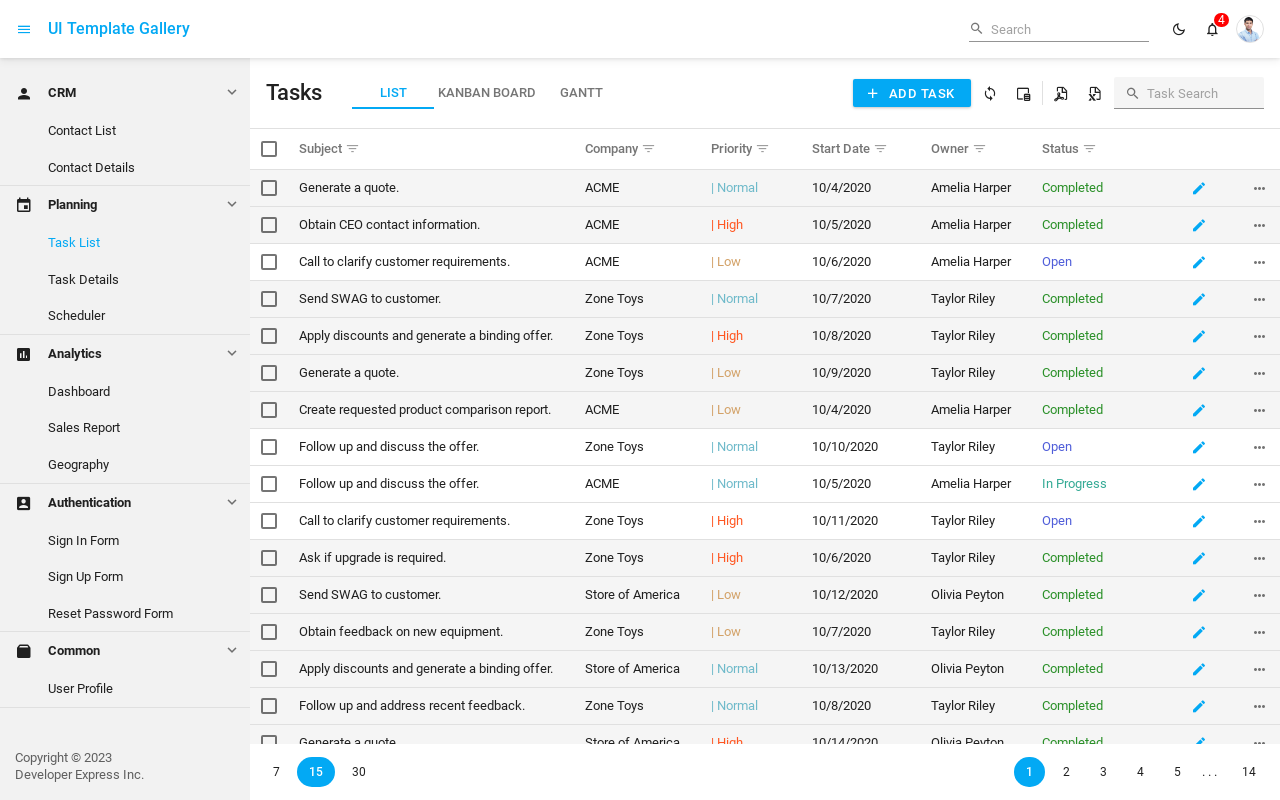 UI Template Gallery
Search
4
CRM
Contact List
Contact Details
Planning
Task List
Task Details
Scheduler
Analytics
Dashboard
Sales Report
Geography
Authentication
Sign In Form
Sign Up Form
Reset Password Form
Common
User Profile
Copyright © 2023
Developer Express Inc.
Tasks LIST KANBAN BOARD GANTT ADD TASK Task Search
Subject Company Priority Start Date Owner Status
Generate a quote. ACME | Normal 10/4/2020 Amelia Harper Completed
Obtain CEO contact information. ACME | High 10/5/2020 Amelia Harper Completed
Call to clarify customer requirements. ACME | Low 10/6/2020 Amelia Harper Open
Send SWAG to customer. Zone Toys | Normal 10/7/2020 Taylor Riley Completed
Apply discounts and generate a binding offer. Zone Toys | High 10/8/2020 Taylor Riley Completed
Generate a quote. Zone Toys | Low 10/9/2020 Taylor Riley Completed
Create requested product comparison report. ACME | Low 10/4/2020 Amelia Harper Completed
Follow up and discuss the offer. Zone Toys | Normal 10/10/2020 Taylor Riley Open
Follow up and discuss the offer. ACME | Normal 10/5/2020 Amelia Harper In Progress
Call to clarify customer requirements. Zone Toys | High 10/11/2020 Taylor Riley Open
Ask if upgrade is required. Zone Toys | High 10/6/2020 Taylor Riley Completed
Send SWAG to customer. Store of America | Low 10/12/2020 Olivia Peyton Completed
Obtain feedback on new equipment. Zone Toys | Low 10/7/2020 Taylor Riley Completed
Apply discounts and generate a binding offer. Store of America | Normal 10/13/2020 Olivia Peyton Completed
Follow up and address recent feedback. Zone Toys | Normal 10/8/2020 Taylor Riley Completed
Generate a quote. Store of America | High 10/14/2020 Olivia Peyton Completed
7 15 30 1 2 3 4 5 ... 14